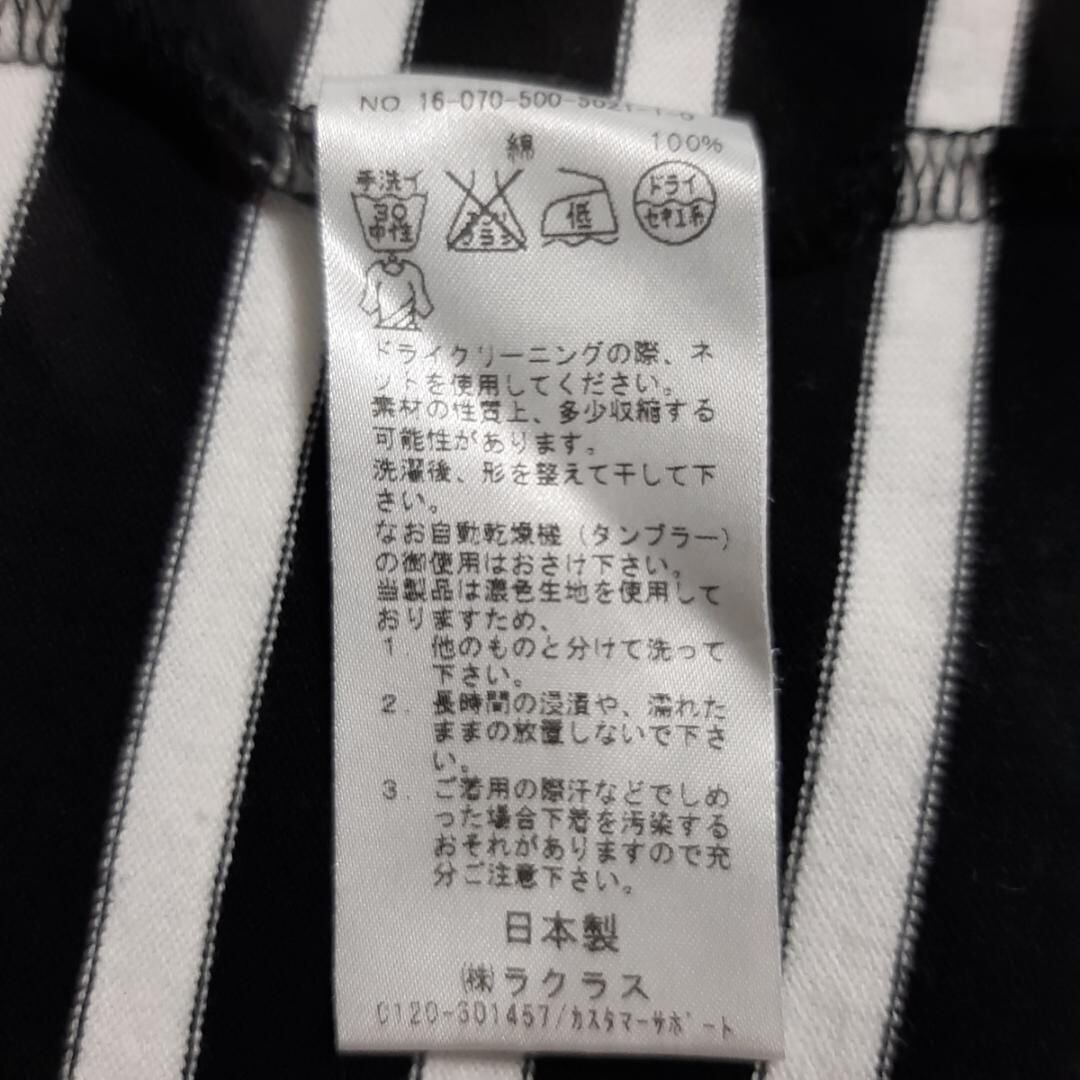 NO 16-070-500-5021-1-
綿 100%
手洗イ 30 中性
エンソ サラシ
低
ドライ セキユ系
ドライクリーニングの際、ネ
ットを使用してください。
素材の性質上、多少収縮する
可能性があります。
洗濯後、形を整えて干して下
さい。
なお自動乾燥機(タンブラー)
の御使用はおさけ下さい。
当製品は濃色生地を使用して
おりますため、
1. 他のものと分けて洗って
下さい。
2. 長時間の浸漬や、濡れた
ままの放置しないで下さ
い。
3. ご着用の際汗などでしめ
った場合下着を汚染する
おそれがありますので充
分ご注意下さい。
日本製
㈱ラクラス
0120-301457/カスタマーサポート